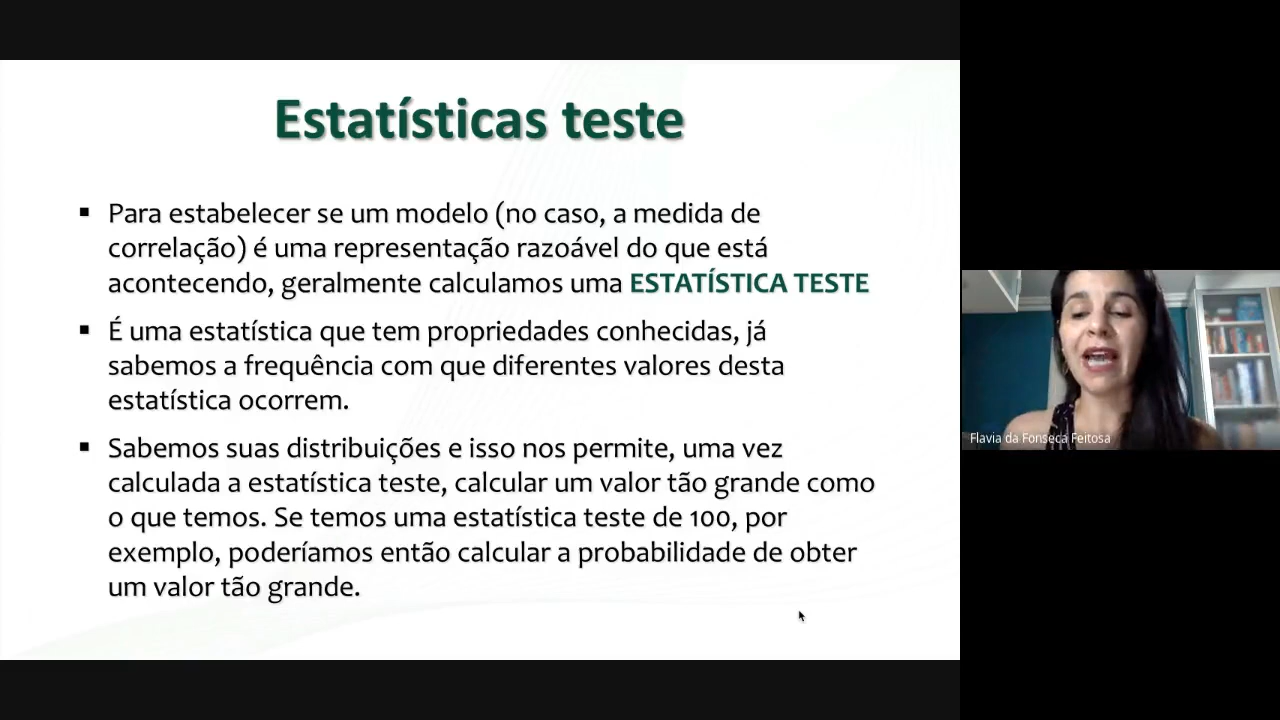 Estatísticas teste
▪ Para estabelecer se um modelo (no caso, a medida de
correlação) é uma representação razoável do que está
acontecendo, geralmente calculamos uma ESTATÍSTICA TESTE
▪ É uma estatística que tem propriedades conhecidas, já
sabemos a frequência com que diferentes valores desta
estatística ocorrem.
▪ Sabemos suas distribuições e isso nos permite, uma vez
calculada a estatística teste, calcular um valor tão grande como
o que temos. Se temos uma estatística teste de 100, por
exemplo, poderíamos então calcular a probabilidade de obter
um valor tão grande.
Flavia da Fonseca Feitosa